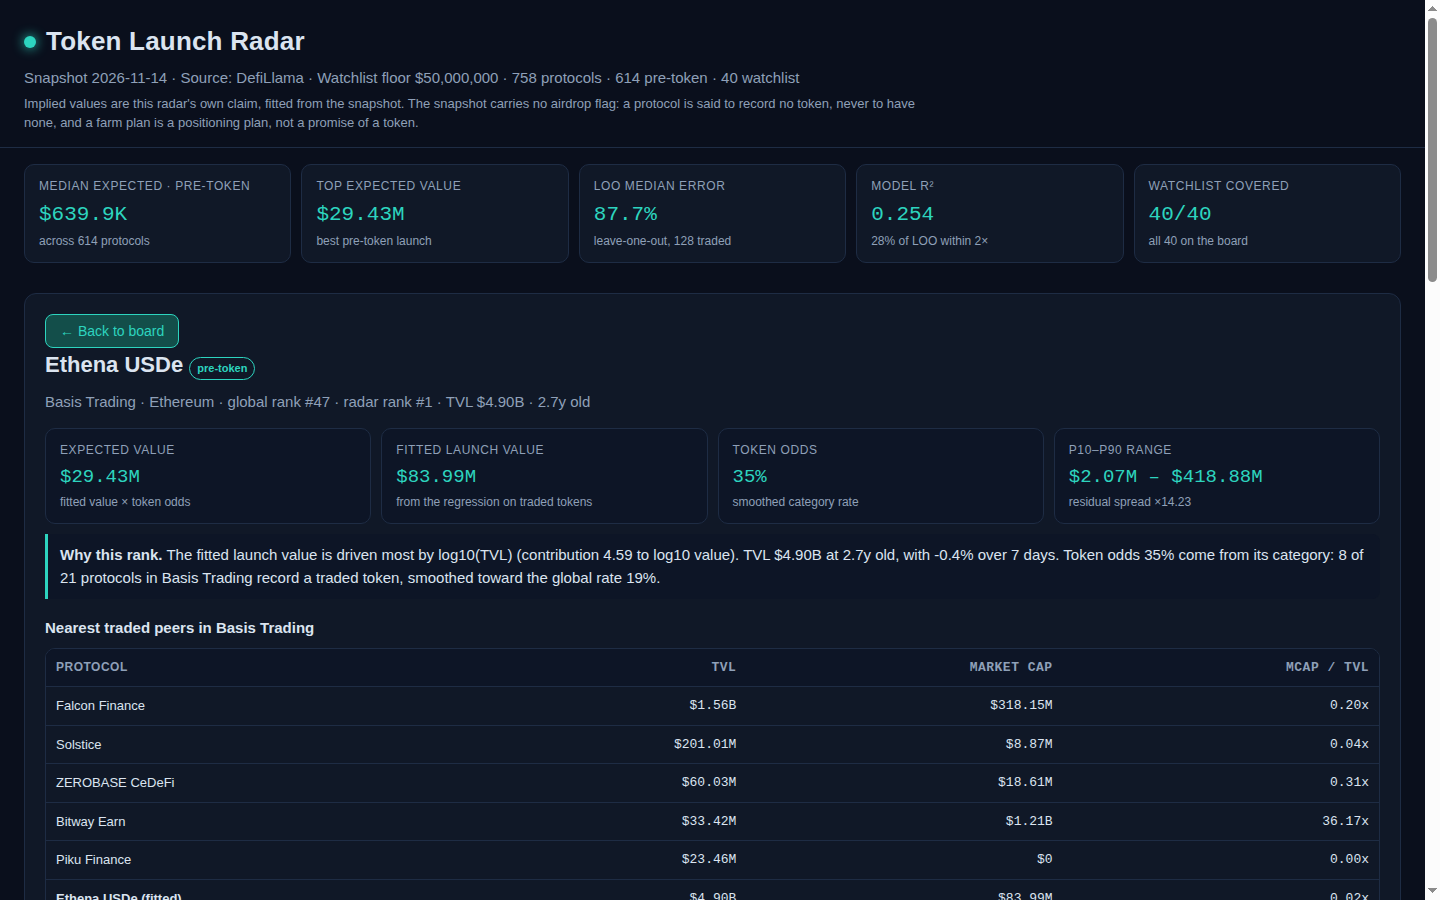 Token Launch Radar
Snapshot 2026-11-14 · Source: DefiLlama · Watchlist floor $50,000,000 · 758 protocols · 614 pre-token · 40 watchlist
Implied values are this radar's own claim, fitted from the snapshot. The snapshot carries no airdrop flag: a protocol is said to record no token, never to have
none, and a farm plan is a positioning plan, not a promise of a token.
MEDIAN EXPECTED · PRE-TOKEN
$639.9K
across 614 protocols
TOP EXPECTED VALUE
$29.43M
best pre-token launch
LOO MEDIAN ERROR
87.7%
leave-one-out, 128 traded
MODEL R²
0.254
28% of LOO within 2×
WATCHLIST COVERED
40/40
all 40 on the board
← Back to board
Ethena USDe pre-token
Basis Trading · Ethereum · global rank #47 · radar rank #1 · TVL $4.90B · 2.7y old
EXPECTED VALUE
$29.43M
fitted value × token odds
FITTED LAUNCH VALUE
$83.99M
from the regression on traded tokens
TOKEN ODDS
35%
smoothed category rate
P10–P90 RANGE
$2.07M – $418.88M
residual spread ×14.23
Why this rank. The fitted launch value is driven most by log10(TVL) (contribution 4.59 to log10 value). TVL $4.90B at 2.7y old, with -0.4% over 7 days. Token odds 35% come from its category: 8 of
21 protocols in Basis Trading record a traded token, smoothed toward the global rate 19%.
Nearest traded peers in Basis Trading
PROTOCOL TVL MARKET CAP MCAP / TVL
Falcon Finance $1.56B $318.15M 0.20x
Solstice $201.01M $8.87M 0.04x
ZEROBASE CeDeFi $60.03M $18.61M 0.31x
Bitway Earn $33.42M $1.21B 36.17x
Piku Finance $23.46M $0 0.00x
Ethena USDe (fitted) $4.90B $83.99M 0.02x